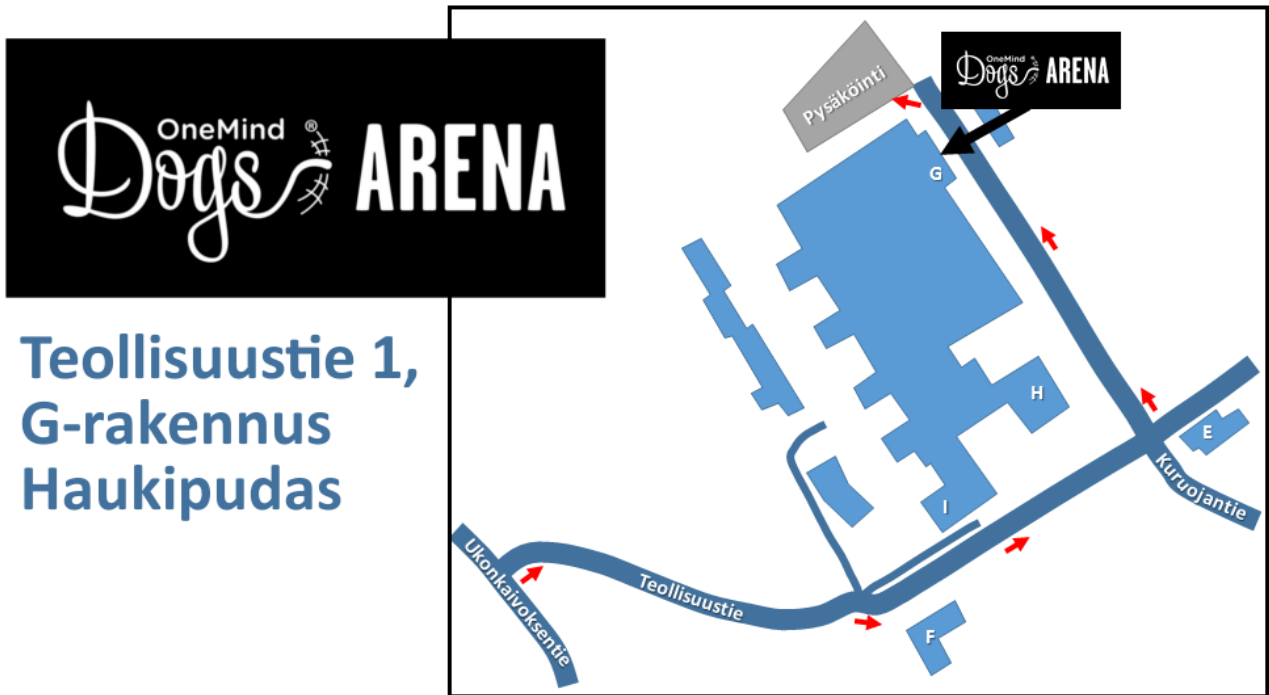 OneMind ®
Dogs ARENA
Teollisuustie 1,
G-rakennus
Haukipudas
OneMind
Dogs ARENA
Pysäköinti
G
H
E
I
Kuruojantie
Ukonkaivoksentie
Teollisuustie
F